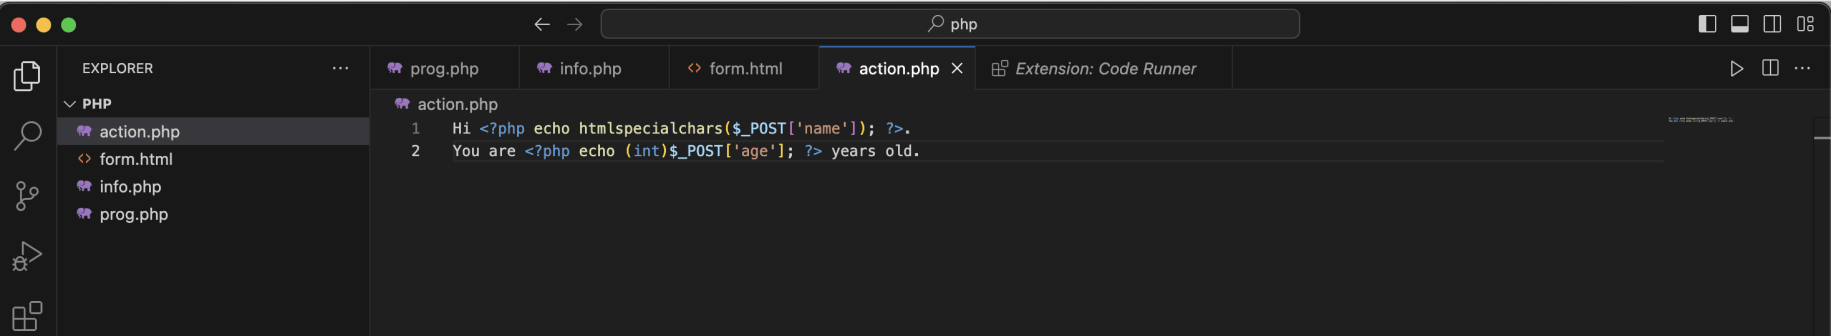 php
EXPLORER
PHP
action.php
form.html
info.php
prog.php
prog.php
info.php
form.html
action.php
Extension: Code Runner
action.php
1 Hi <?php echo htmlspecialchars($_POST['name']); ?>.
2 You are <?php echo (int)$_POST['age']; ?> years old.